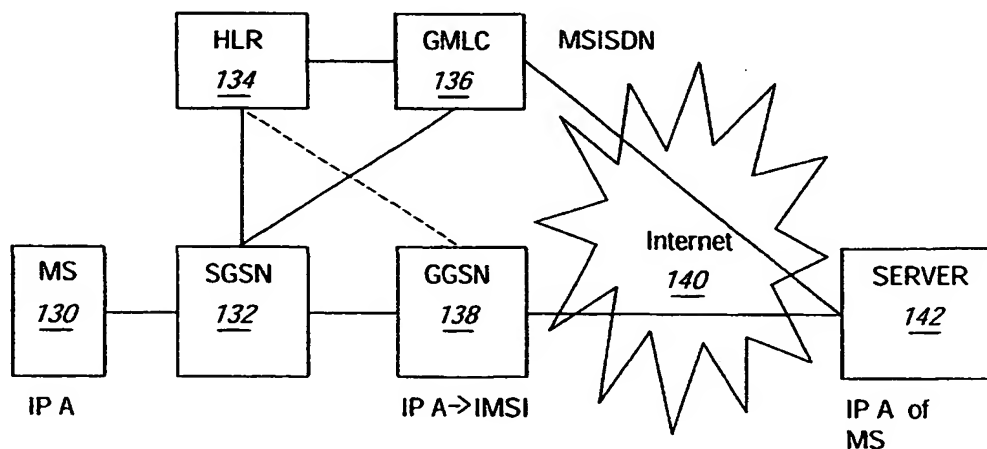 HLR
134
GMLC
136
MSISDN
MS
130
SGSN
132
GGSN
138
Internet
140
SERVER
142
IP A
IP A->IMSI
IP A of
MS